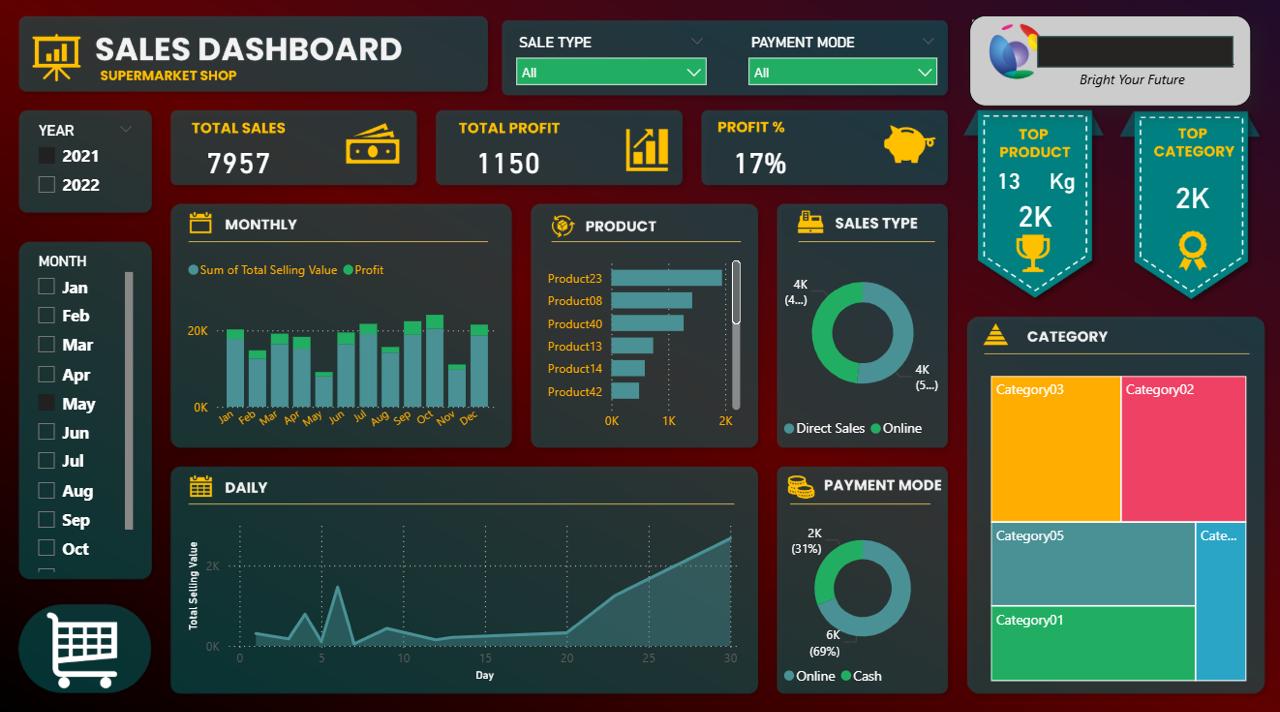 SALES DASHBOARD
SUPERMARKET SHOP
SALE TYPE
All
PAYMENT MODE
All
Bright Your Future
YEAR
2021
2022
TOTAL SALES
7957
TOTAL PROFIT
1150
PROFIT %
17%
TOP
PRODUCT
13 Kg
2K
TOP
CATEGORY
2K
MONTH
Jan
Feb
Mar
Apr
May
Jun
Jul
Aug
Sep
Oct
MONTHLY
Sum of Total Selling Value Profit
20K
0K
Jan Feb Mar Apr May Jun Jul Aug Sep Oct Nov Dec
PRODUCT
Product23
Product08
Product40
Product13
Product14
Product42
0K 1K 2K
SALES TYPE
4K
(4...)
4K
(5...)
Direct Sales Online
CATEGORY
Category03
Category02
Category05
Cate...
Category01
DAILY
Total Selling Value
2K
0K
0 5 10 15 20 25 30
Day
PAYMENT MODE
2K
(31%)
6K
(69%)
Online Cash